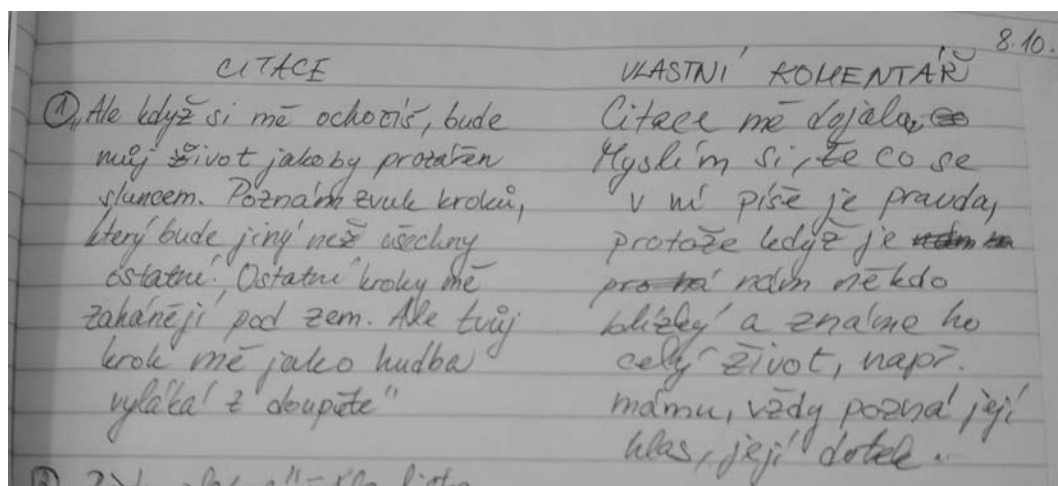 8.10.
CITACE
① „Ale když si mě ochočíš, bude
můj život jakoby prozářen
sluncem. Poznám zvuk kroků,
který bude jiný než všechny
ostatní. Ostatní kroky mě
zahánějí pod zem. Ale tvůj
krok mě jako hudba
vyláká z doupěte"
VLASTNÍ KOMENTÁŘ
Citace mě dojala,
Myslím si, že co se
v ní píše je pravda,
protože když je
nám někdo
blízký a známe ho
celý život, např.
mámu, vždy pozná její
hlas, její dotek.